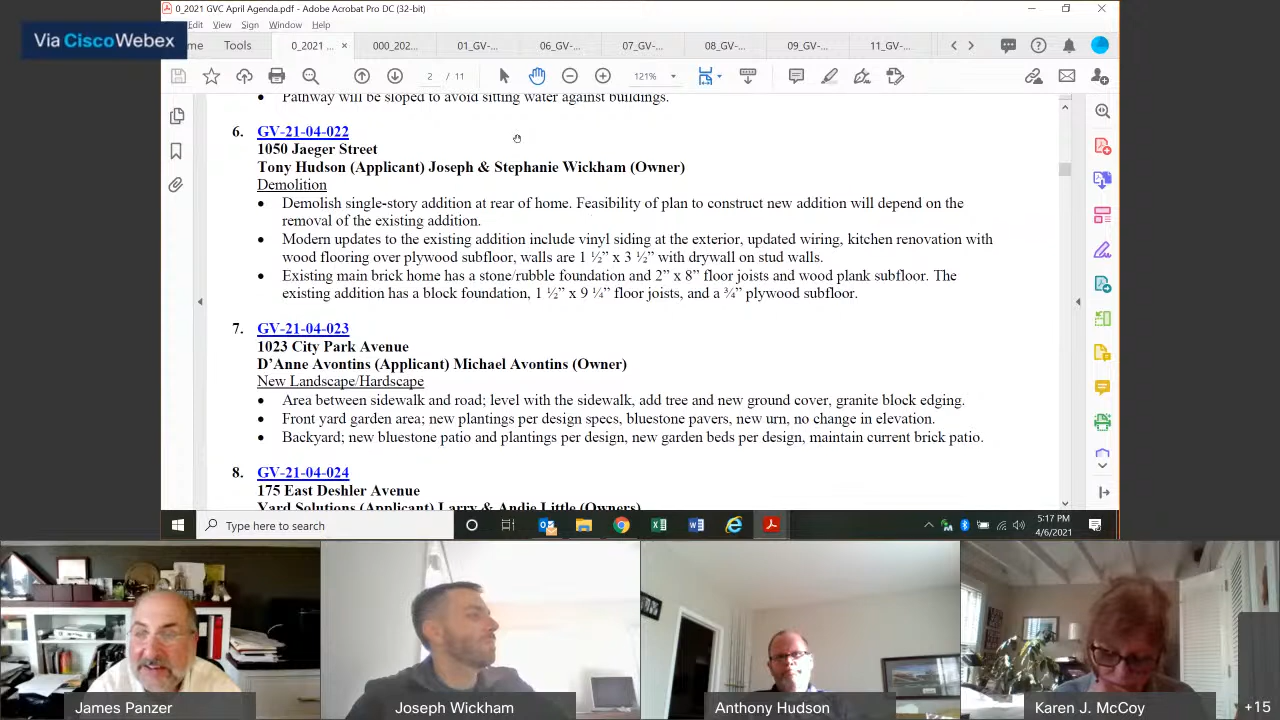 0_2021 GVC April Agenda.pdf - Adobe Acrobat Pro DC (32-bit)
Via Cisco Webex
Edit View Sign Window Help
me Tools 0_2021 ... × 000_202... 01_GV-... 06_GV-... 07_GV-... 08_GV-... 09_GV-... 11_GV-...
2 / 11 121%
Pathway will be sloped to avoid sitting water against buildings.
6. GV-21-04-022
1050 Jaeger Street
Tony Hudson (Applicant) Joseph & Stephanie Wickham (Owner)
Demolition
• Demolish single-story addition at rear of home. Feasibility of plan to construct new addition will depend on the
removal of the existing addition.
• Modern updates to the existing addition include vinyl siding at the exterior, updated wiring, kitchen renovation with
wood flooring over plywood subfloor, walls are 1 ½” x 3 ½” with drywall on stud walls.
• Existing main brick home has a stone/rubble foundation and 2” x 8” floor joists and wood plank subfloor. The
existing addition has a block foundation, 1 ½” x 9 ¼” floor joists, and a ¾” plywood subfloor.
7. GV-21-04-023
1023 City Park Avenue
D’Anne Avontins (Applicant) Michael Avontins (Owner)
New Landscape/Hardscape
• Area between sidewalk and road; level with the sidewalk, add tree and new ground cover, granite block edging.
• Front yard garden area; new plantings per design specs, bluestone pavers, new urn, no change in elevation.
• Backyard; new bluestone patio and plantings per design, new garden beds per design, maintain current brick patio.
8. GV-21-04-024
175 East Deshler Avenue
Yard Solutions (Applicant) Larry & Andie Little (Owners)
Type here to search
5:17 PM
4/6/2021
James Panzer
Joseph Wickham
Anthony Hudson
Karen J. McCoy
+15